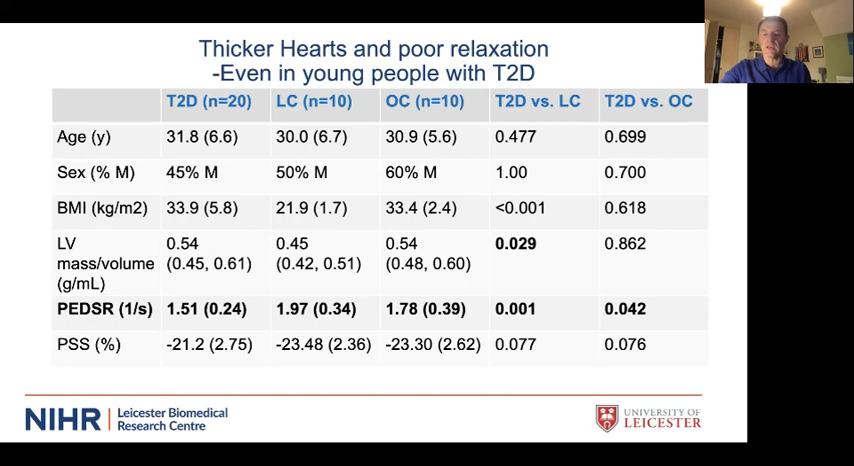 Thicker Hearts and poor relaxation
-Even in young people with T2D
T2D (n=20) LC (n=10) OC (n=10) T2D vs. LC T2D vs. OC
Age (y) 31.8 (6.6) 30.0 (6.7) 30.9 (5.6) 0.477 0.699
Sex (% M) 45% M 50% M 60% M 1.00 0.700
BMI (kg/m2) 33.9 (5.8) 21.9 (1.7) 33.4 (2.4) <0.001 0.618
LV 0.54 0.45 0.54 0.029 0.862
mass/volume (0.45, 0.61) (0.42, 0.51) (0.48, 0.60)
(g/mL)
PEDSR (1/s) 1.51 (0.24) 1.97 (0.34) 1.78 (0.39) 0.001 0.042
PSS (%) -21.2 (2.75) -23.48 (2.36) -23.30 (2.62) 0.077 0.076
NIHR Leicester Biomedical
Research Centre
UNIVERSITY OF
LEICESTER